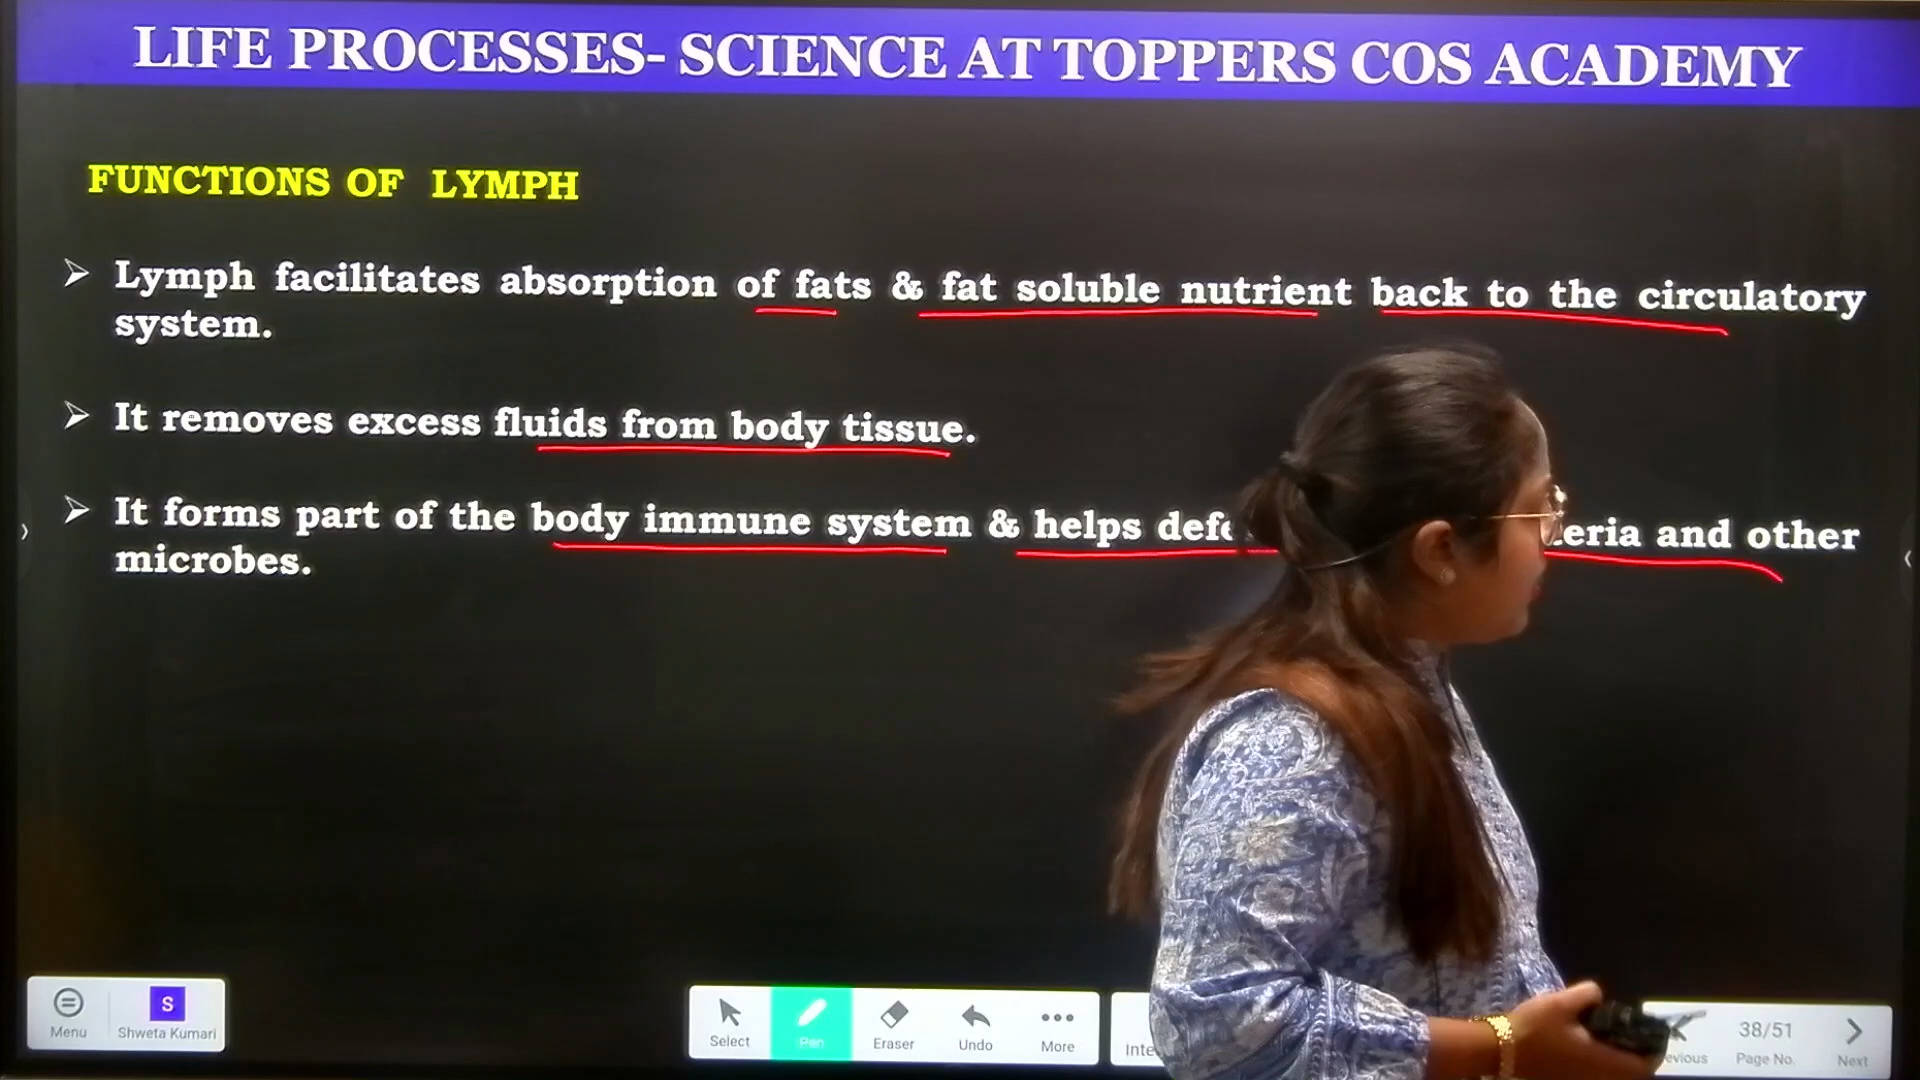 LIFE PROCESSES- SCIENCE AT TOPPERS COS ACADEMY
FUNCTIONS OF LYMPH
➢ Lymph facilitates absorption of fats & fat soluble nutrient back to the circulatory
system.
➢ It removes excess fluids from body tissue.
➢ It forms part of the body immune system & helps and other
microbes.
Menu
S
Shweta Kumari
Select
Pen
Eraser
Undo
More
38/51
Page No.
Next